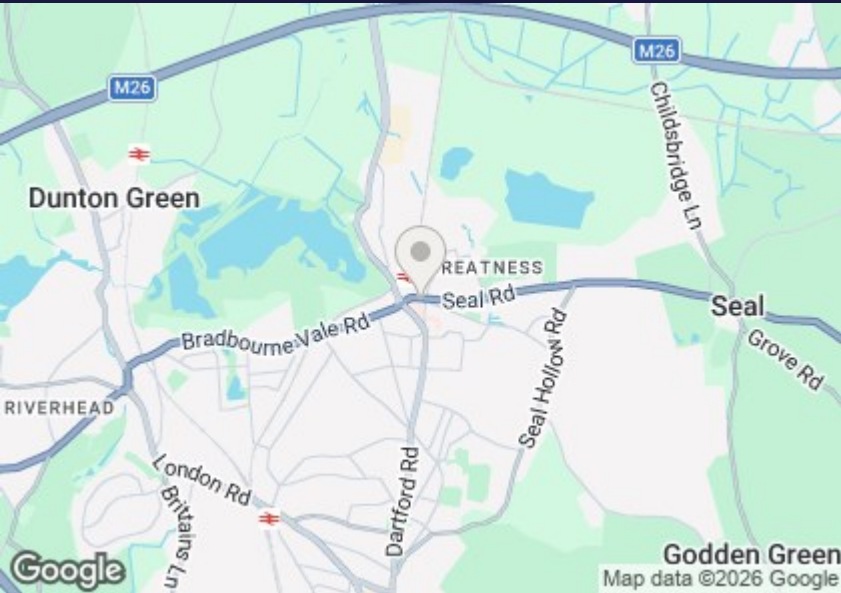 M26
M26
Childsbridge Ln
Dunton Green
REATNESS
Seal Rd
Seal
Bradbourne Vale Rd
Grove Rd
RIVERHEAD
Seal Hollow Rd
London Rd
Brittains Ln
Dartford Rd
Godden Green
Google
Map data ©2026 Google